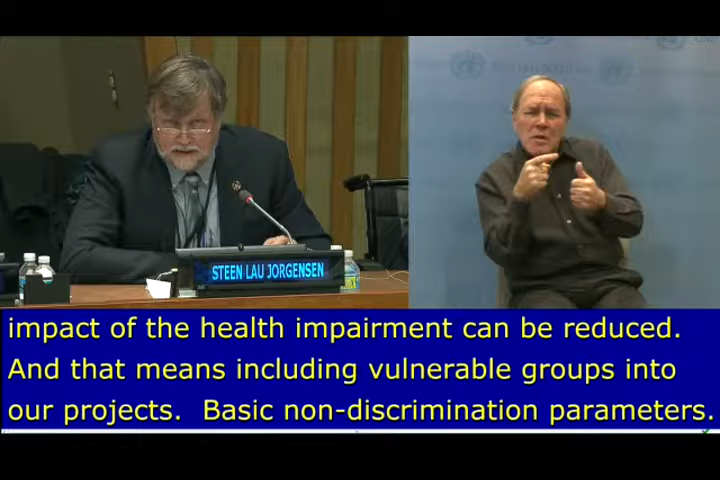 STEEN LAU JORGENSEN
impact of the health impairment can be reduced.
And that means including vulnerable groups into
our projects.  Basic non-discrimination parameters.